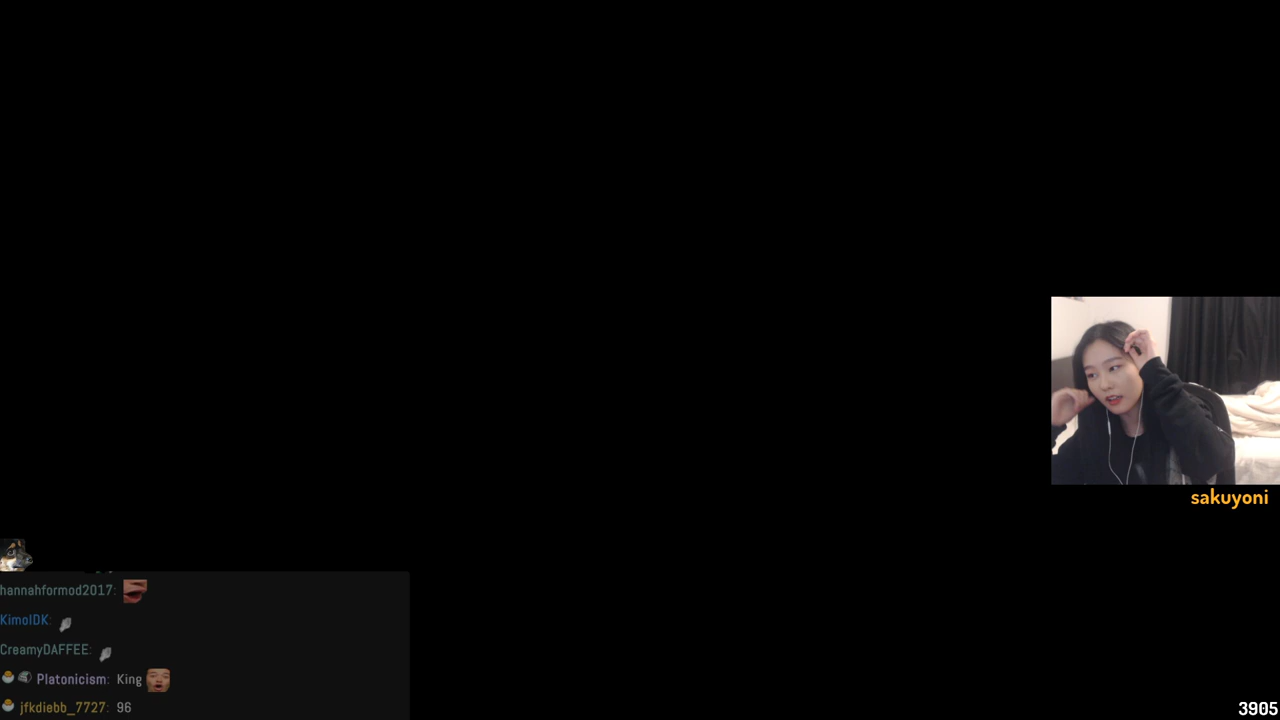 sakuyoni
hannahformod2017:
KimoIDK:
CreamyDAFFEE:
Platonicism: King
jfkdiebb_7727: 96
3905